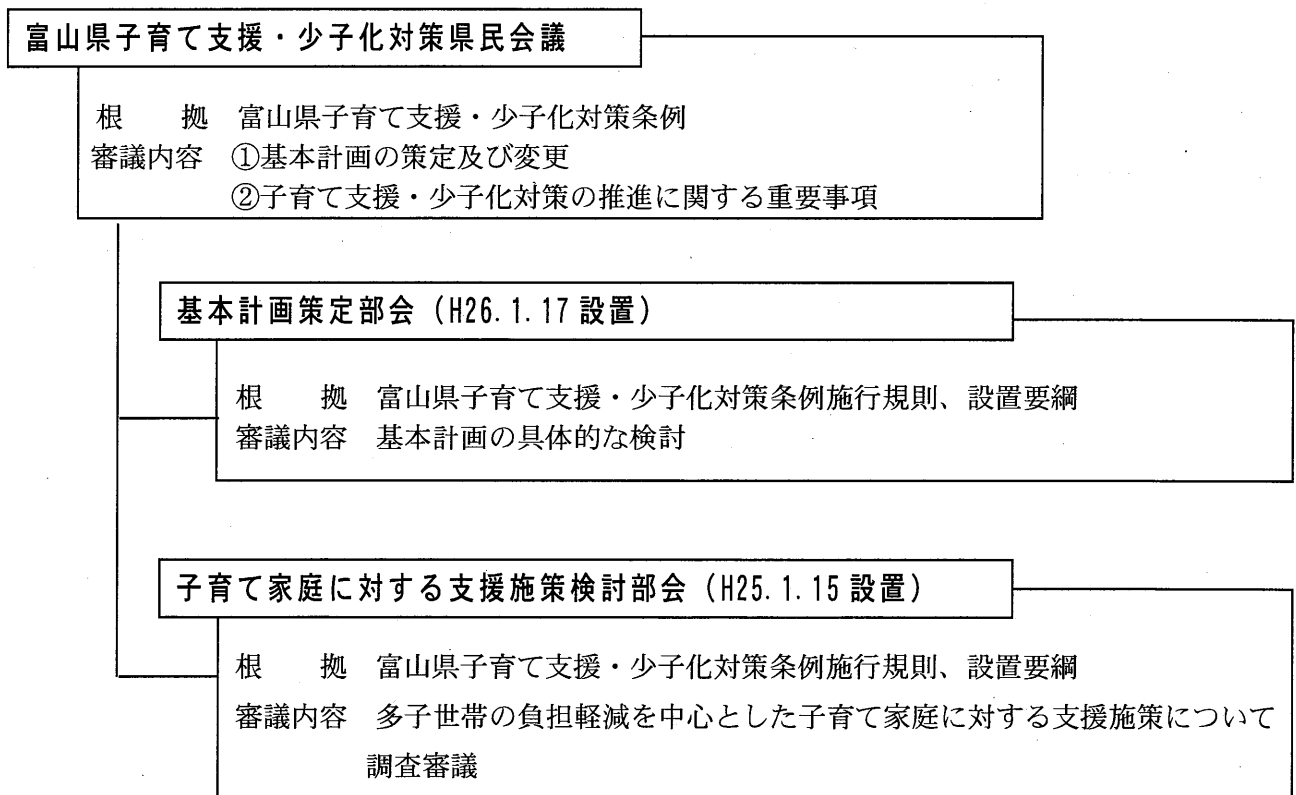 富山県子育て支援・少子化対策県民会議
根　　拠　富山県子育て支援・少子化対策条例
審議内容　①基本計画の策定及び変更
②子育て支援・少子化対策の推進に関する重要事項
基本計画策定部会（H26.1.17 設置）
根　　拠　富山県子育て支援・少子化対策条例施行規則、設置要綱
審議内容　基本計画の具体的な検討
子育て家庭に対する支援施策検討部会（H25.1.15 設置）
根　　拠　富山県子育て支援・少子化対策条例施行規則、設置要綱
審議内容　多子世帯の負担軽減を中心とした子育て家庭に対する支援施策について
調査審議